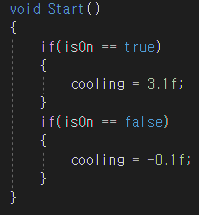 void Start()
{
if(isOn == true)
{
cooling = 3.1f;
}
if(isOn == false)
{
cooling = -0.1f;
}
}